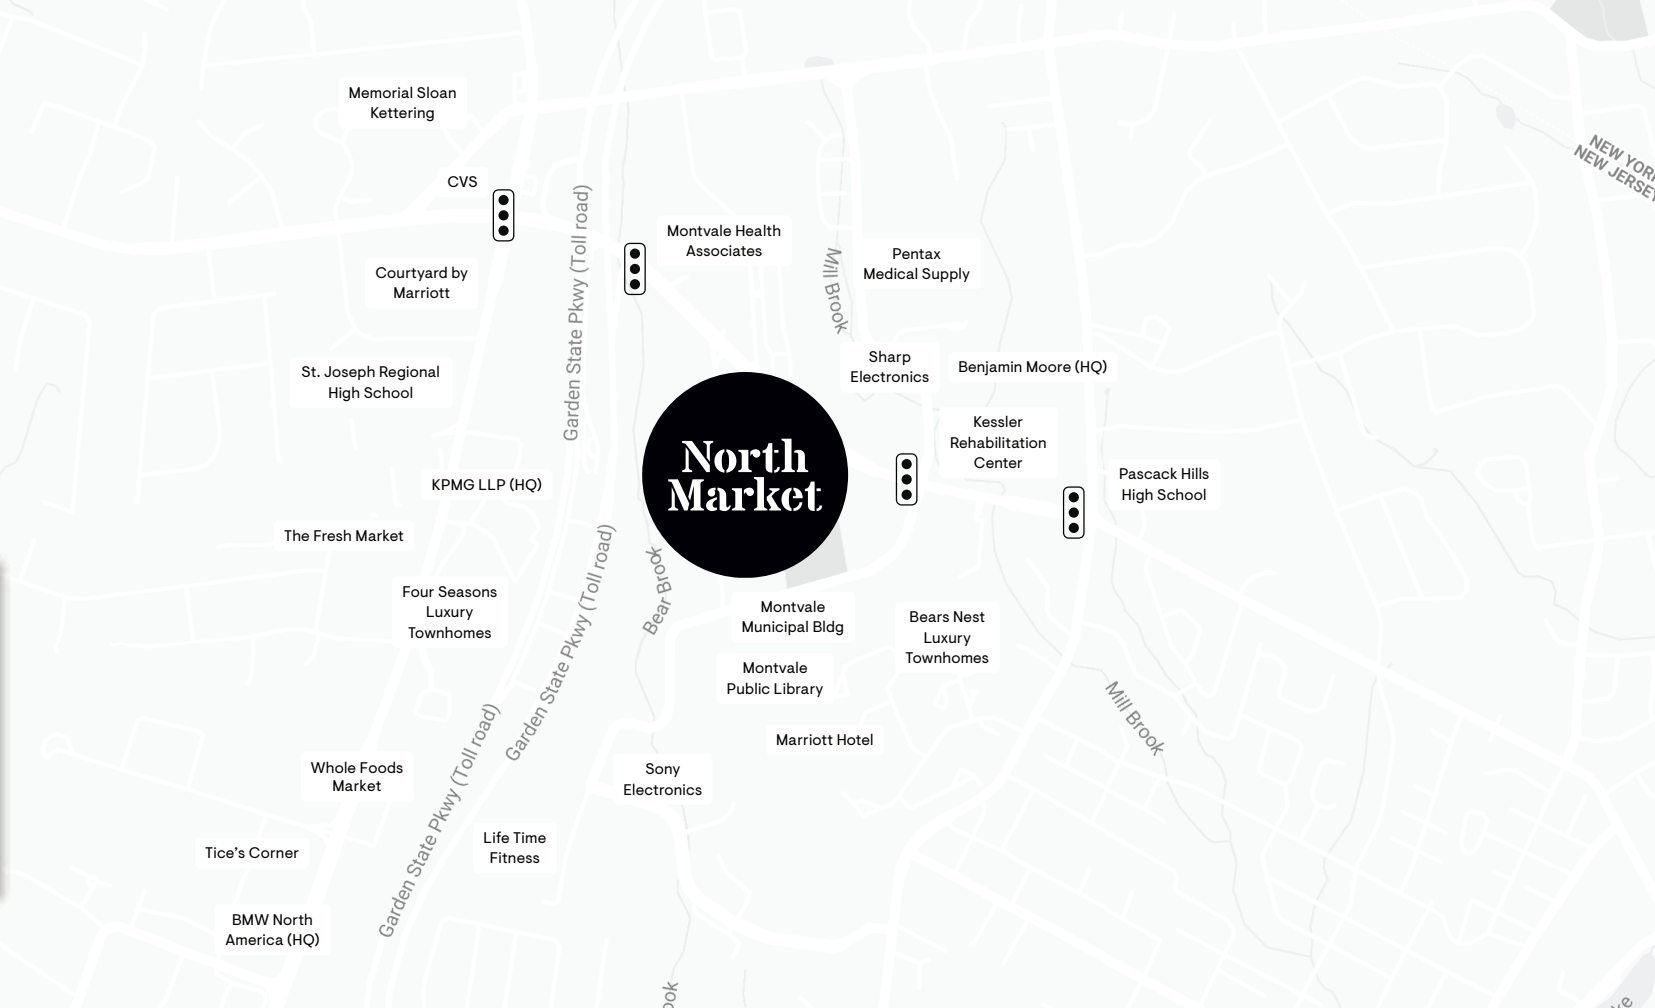 Memorial Sloan
Kettering
CVS
NEW YORK
NEW JERSEY
Montvale Health
Associates
Pentax
Medical Supply
Courtyard by
Marriott
Garden State Pkwy (Toll road)
Mill Brook
Sharp
Electronics
Benjamin Moore (HQ)
St. Joseph Regional
High School
Kessler
Rehabilitation
Center
North
Market
Pascack Hills
High School
KPMG LLP (HQ)
The Fresh Market
Garden State Pkwy (Toll road)
Bear Brook
Four Seasons
Luxury
Townhomes
Montvale
Municipal Bldg
Bears Nest
Luxury
Townhomes
Montvale
Public Library
Mill Brook
Marriott Hotel
Garden State Pkwy (Toll road)
Whole Foods
Market
Sony
Electronics
Life Time
Fitness
Tice's Corner
BMW North
America (HQ)